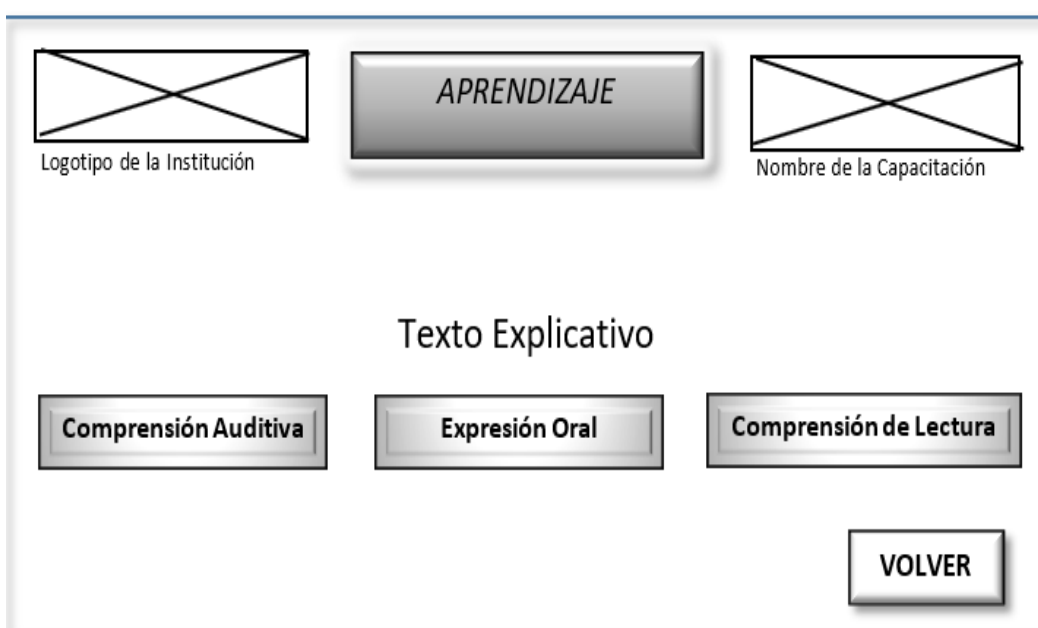 APRENDIZAJE
Logotipo de la Institución
Nombre de la Capacitación
Texto Explicativo
Comprensión Auditiva
Expresión Oral
Comprensión de Lectura
VOLVER